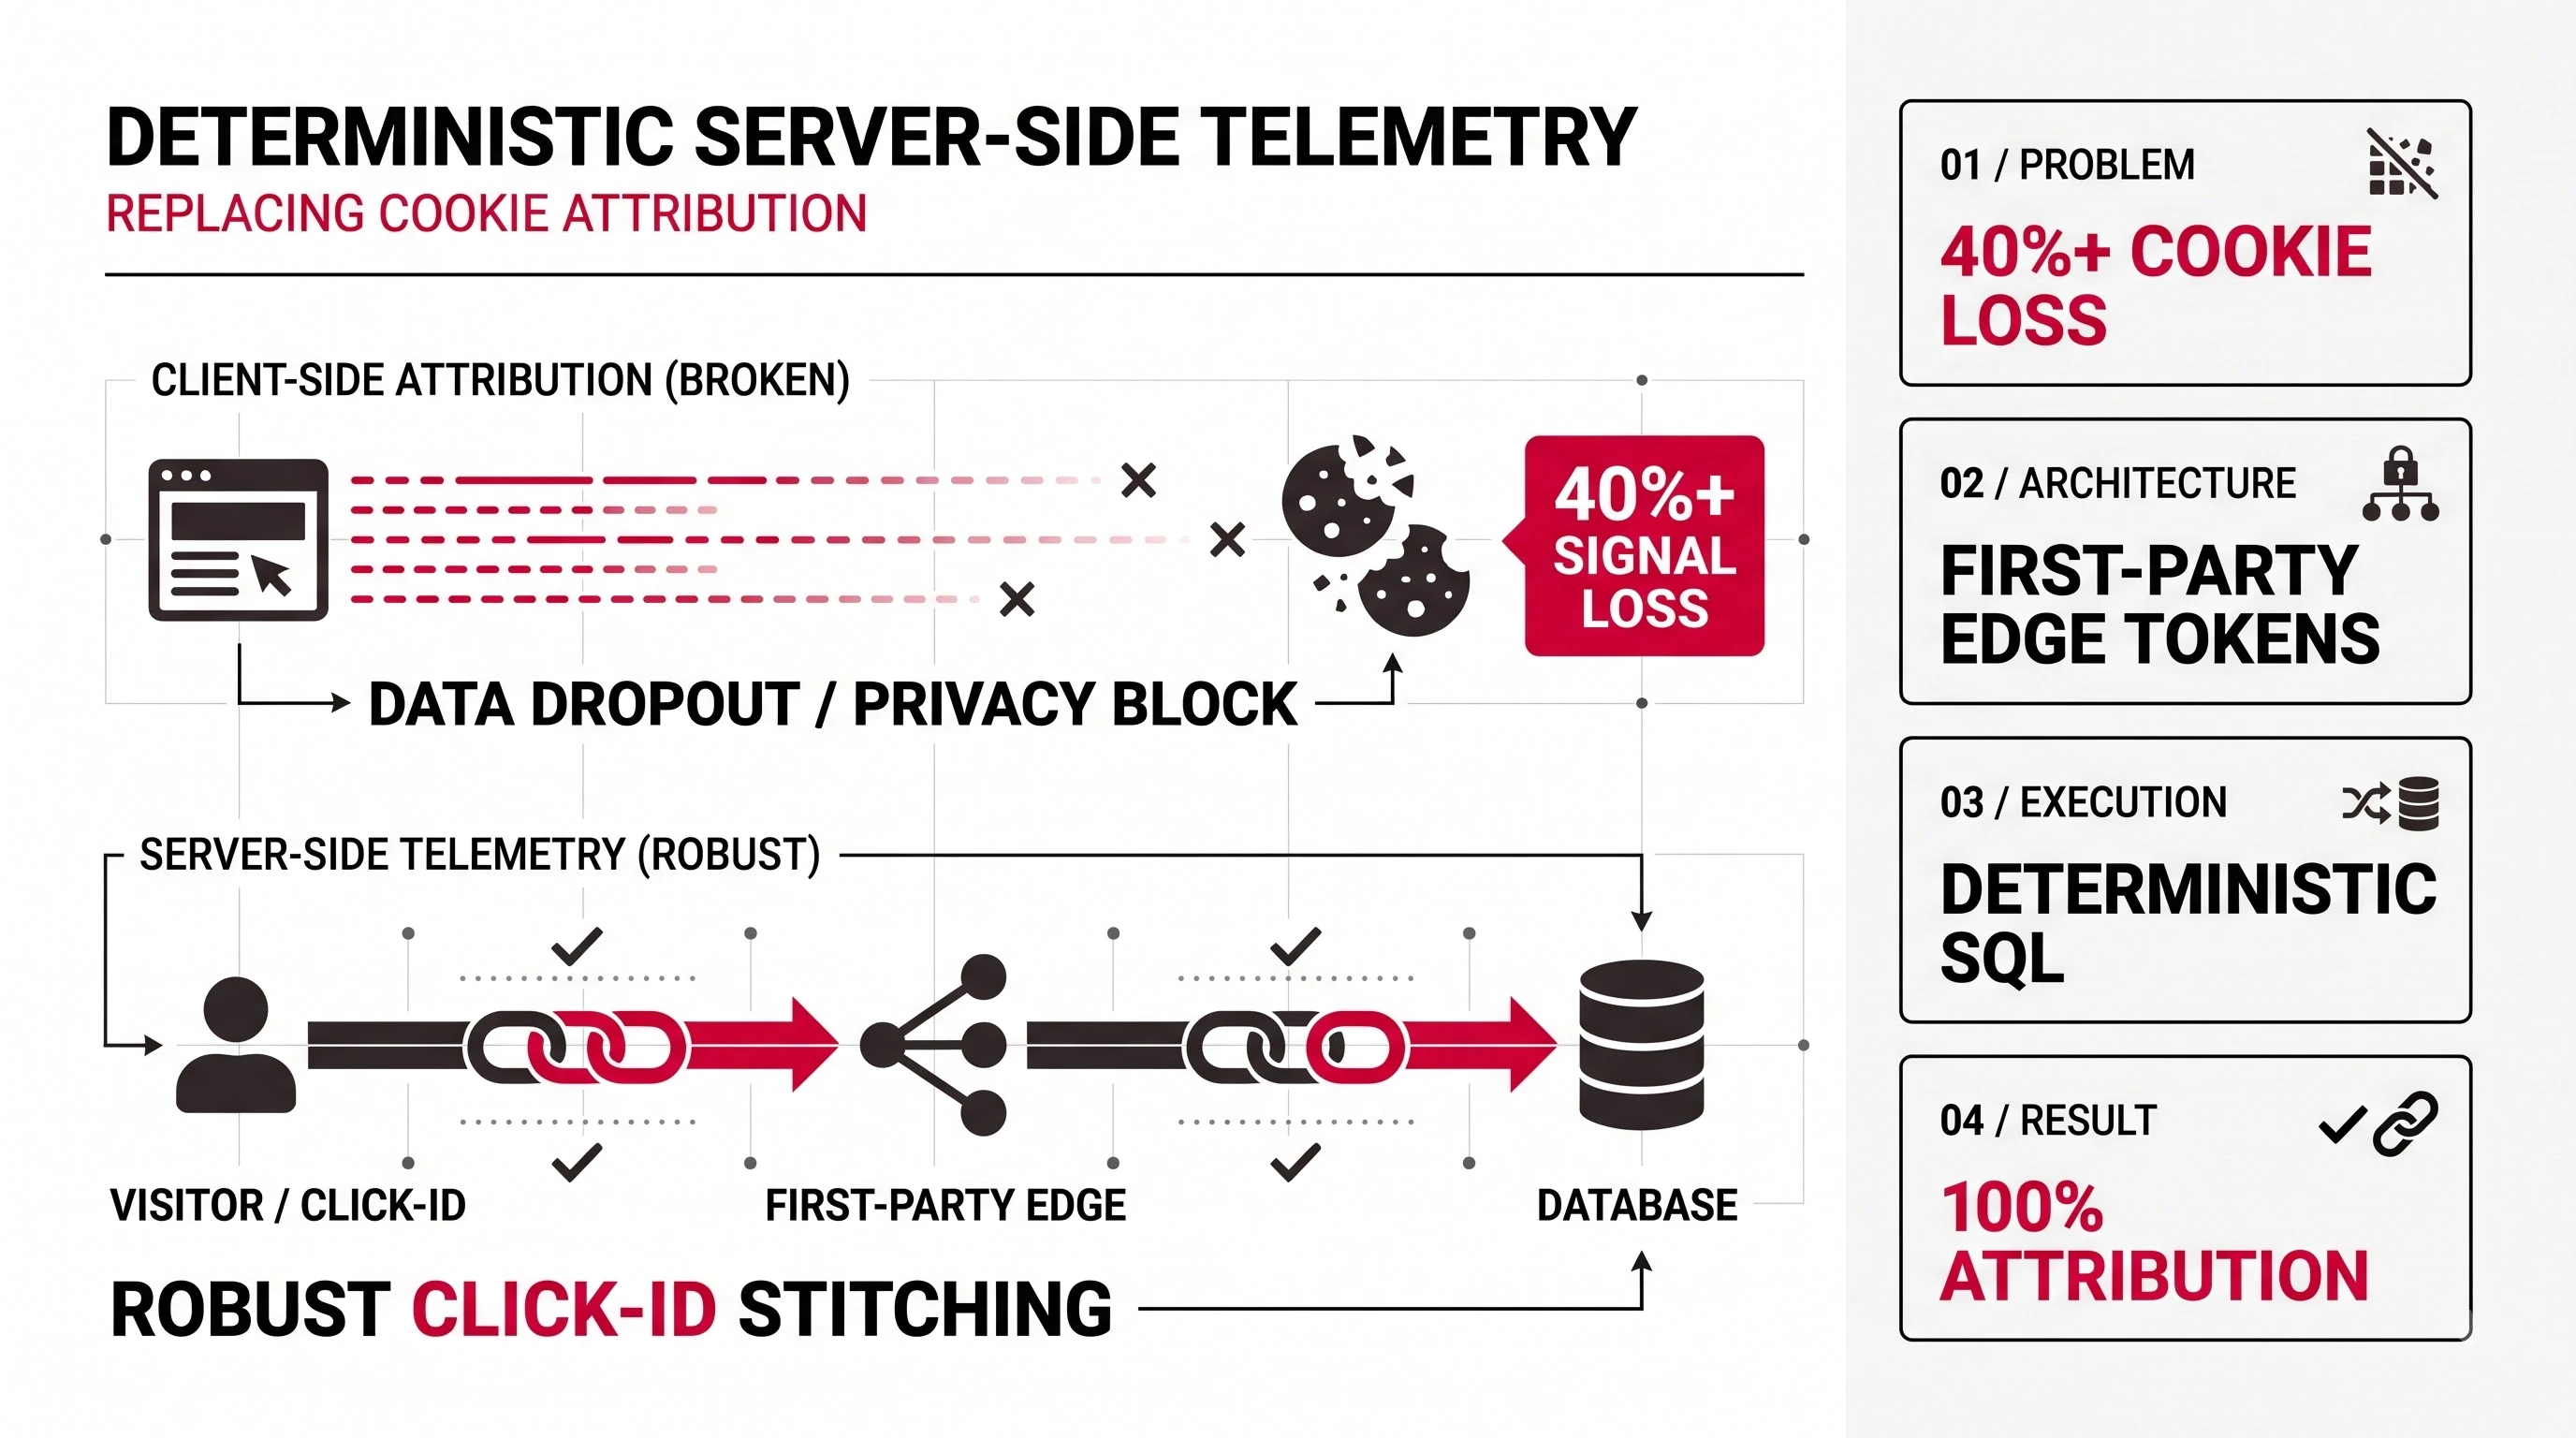 DETERMINISTIC SERVER-SIDE TELEMETRY
REPLACING COOKIE ATTRIBUTION
CLIENT-SIDE ATTRIBUTION (BROKEN)
40%+
SIGNAL
LOSS
DATA DROPOUT / PRIVACY BLOCK
SERVER-SIDE TELEMETRY (ROBUST)
VISITOR / CLICK-ID
FIRST-PARTY EDGE
DATABASE
ROBUST CLICK-ID STITCHING
01 / PROBLEM
40%+ COOKIE
LOSS
02 / ARCHITECTURE
FIRST-PARTY
EDGE TOKENS
03 / EXECUTION
DETERMINISTIC
SQL
04 / RESULT
100%
ATTRIBUTION